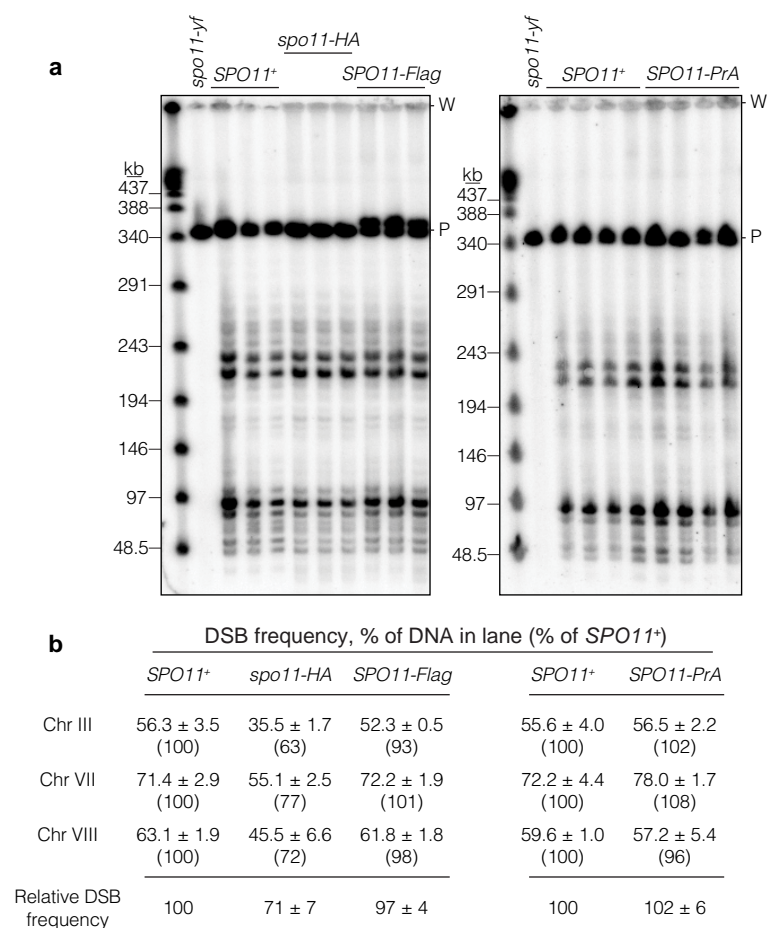 a
spo11-yf
SPO11+
spo11-HA
SPO11-Flag
W
kb
437
388
340
291
243
194
146
97
48.5
P
spo11-yf
SPO11+
SPO11-PrA
W
kb
437
388
340
291
243
194
146
97
48.5
P
b
DSB frequency, % of DNA in lane (% of SPO11+)
SPO11+ spo11-HA SPO11-Flag SPO11+ SPO11-PrA
Chr III 56.3 ± 3.5 35.5 ± 1.7 52.3 ± 0.5 55.6 ± 4.0 56.5 ± 2.2
(100) (63) (93) (100) (102)
Chr VII 71.4 ± 2.9 55.1 ± 2.5 72.2 ± 1.9 72.2 ± 4.4 78.0 ± 1.7
(100) (77) (101) (100) (108)
Chr VIII 63.1 ± 1.9 45.5 ± 6.6 61.8 ± 1.8 59.6 ± 1.0 57.2 ± 5.4
(100) (72) (98) (100) (96)
Relative DSB
frequency 100 71 ± 7 97 ± 4 100 102 ± 6